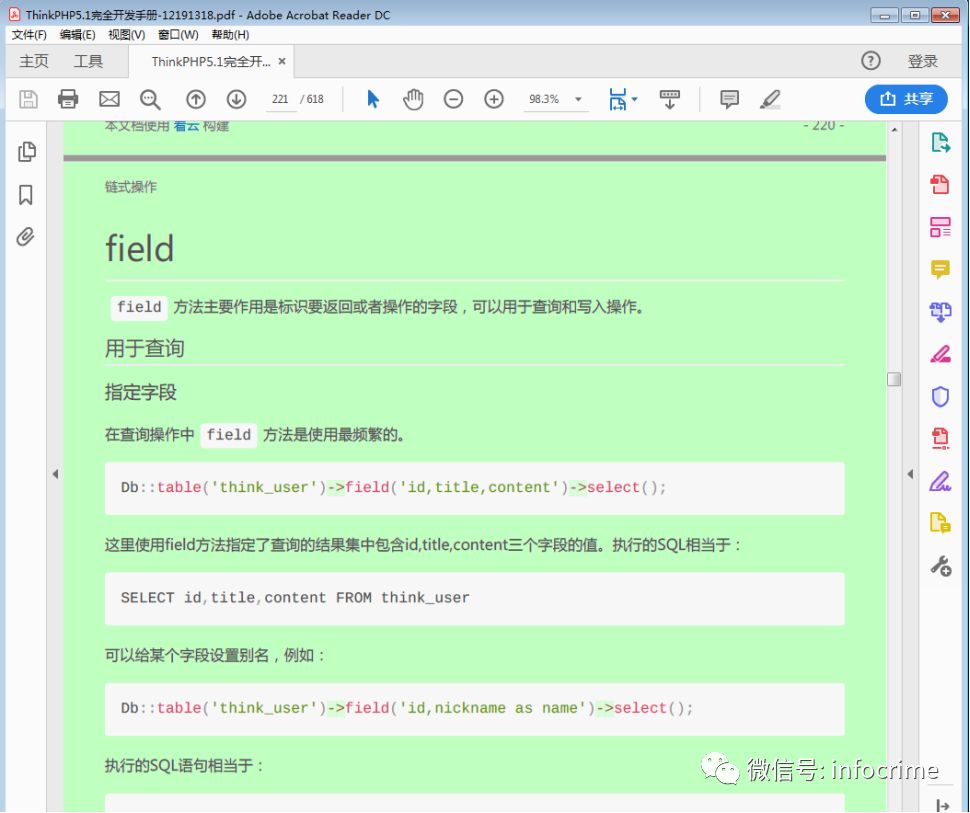 ThinkPHP5.1完全开发手册-12191318.pdf - Adobe Acrobat Reader DC
文件(F) 编辑(E) 视图(V) 窗口(W) 帮助(H)
主页 工具 ThinkPHP5.1完全开... × 登录
221 / 618 98.3% 共享
本文档使用 看云 构建 - 220 -
链式操作
field
field 方法主要作用是标识要返回或者操作的字段，可以用于查询和写入操作。
用于查询
指定字段
在查询操作中 field 方法是使用最频繁的。
Db::table('think_user')->field('id,title,content')->select();
这里使用field方法指定了查询的结果集中包含id,title,content三个字段的值。执行的SQL相当于：
SELECT id,title,content FROM think_user
可以给某个字段设置别名，例如：
Db::table('think_user')->field('id,nickname as name')->select();
执行的SQL语句相当于：
微信号: infocrime